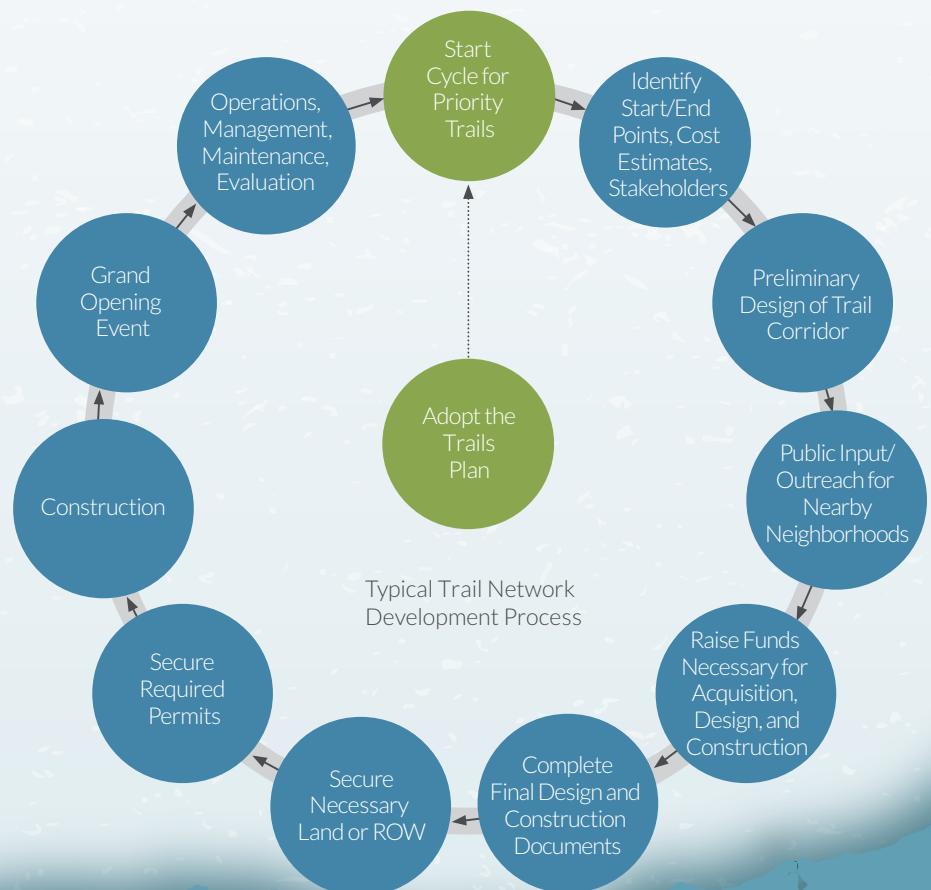 Start
Cycle for
Priority
Trails
Identify
Start/End
Points, Cost
Estimates,
Stakeholders
Preliminary
Design of Trail
Corridor
Public Input/
Outreach for
Nearby
Neighborhoods
Raise Funds
Necessary for
Acquisition,
Design, and
Construction
Complete
Final Design and
Construction
Documents
Secure
Necessary
Land or ROW
Secure
Required
Permits
Construction
Grand
Opening
Event
Operations,
Management,
Maintenance,
Evaluation
Adopt the
Trails
Plan
Typical Trail Network
Development Process